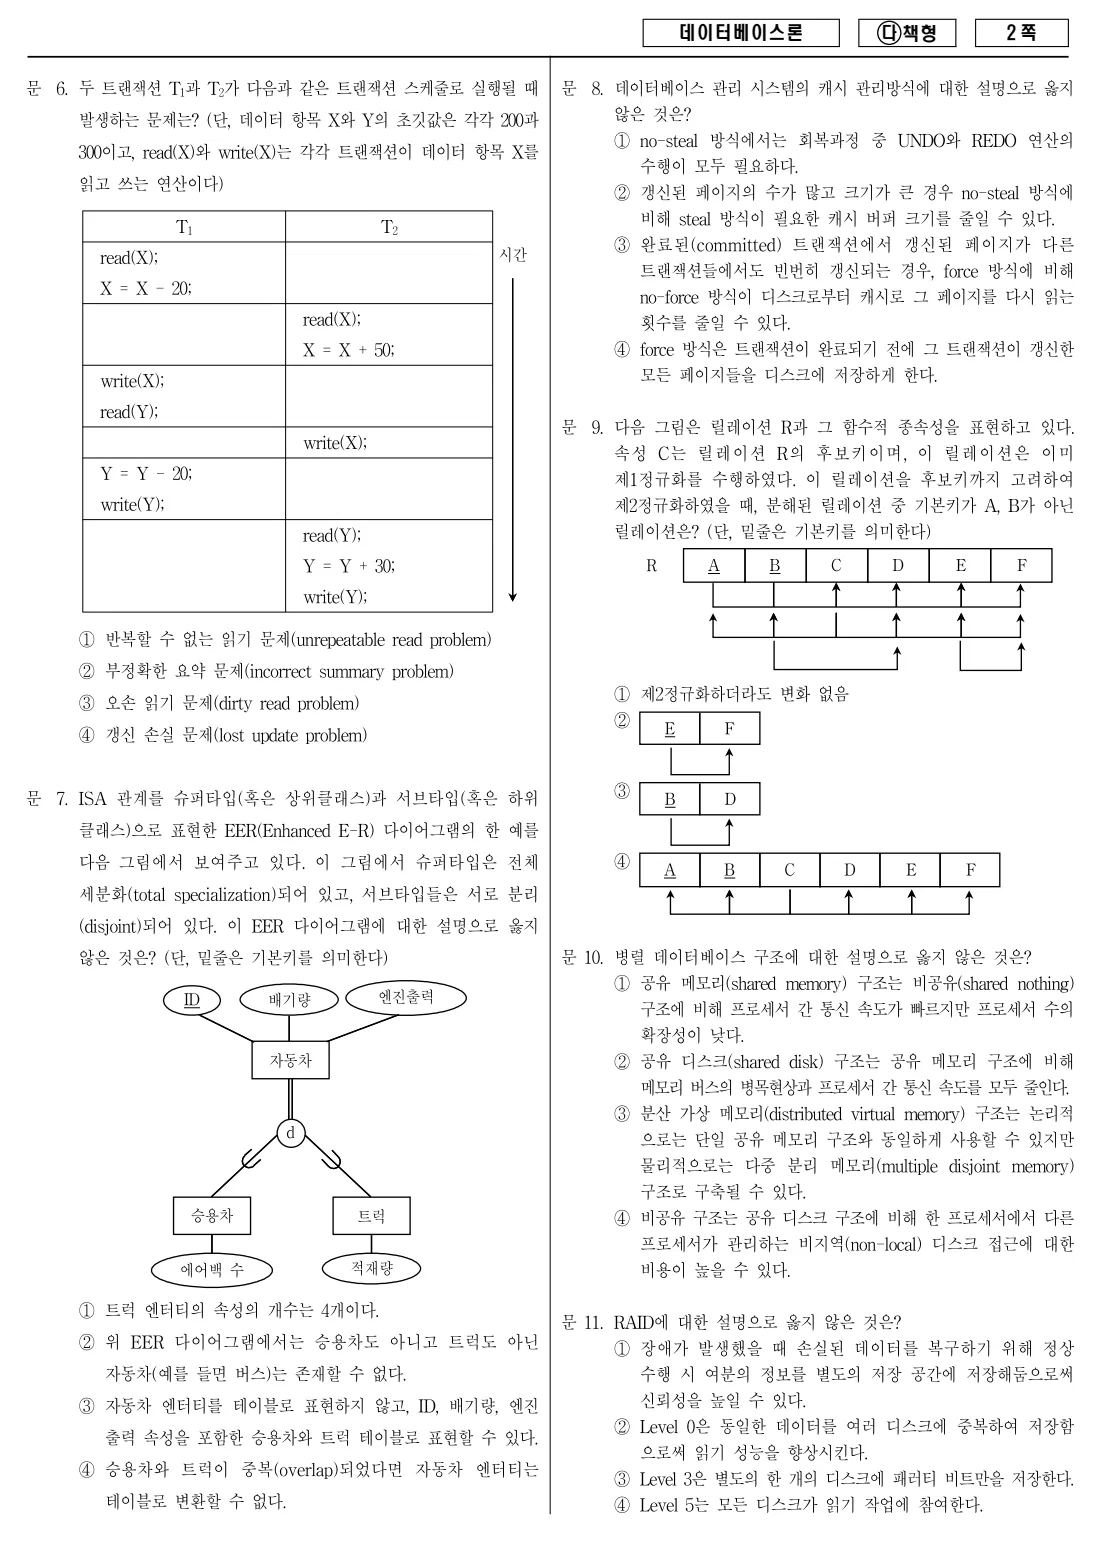 데이터베이스론
㉰책형
2 쪽
문 6. 두 트랜잭션 T₁과 T₂가 다음과 같은 트랜잭션 스케줄로 실행될 때
발생하는 문제는? (단, 데이터 항목 X와 Y의 초깃값은 각각 200과
300이고, read(X)와 write(X)는 각각 트랜잭션이 데이터 항목 X를
읽고 쓰는 연산이다)
T₁ T₂
시간
read(X);
X = X - 20;
read(X);
X = X + 50;
write(X);
read(Y);
write(X);
Y = Y - 20;
write(Y);
read(Y);
Y = Y + 30;
write(Y);
① 반복할 수 없는 읽기 문제(unrepeatable read problem)
② 부정확한 요약 문제(incorrect summary problem)
③ 오손 읽기 문제(dirty read problem)
④ 갱신 손실 문제(lost update problem)
문 7. ISA 관계를 슈퍼타입(혹은 상위클래스)과 서브타입(혹은 하위
클래스)으로 표현한 EER(Enhanced E-R) 다이어그램의 한 예를
다음 그림에서 보여주고 있다. 이 그림에서 슈퍼타입은 전체
세분화(total specialization)되어 있고, 서브타입들은 서로 분리
(disjoint)되어 있다. 이 EER 다이어그램에 대한 설명으로 옳지
않은 것은? (단, 밑줄은 기본키를 의미한다)
ID 배기량 엔진출력
자동차
d
승용차 트럭
에어백 수 적재량
① 트럭 엔터티의 속성의 개수는 4개이다.
② 위 EER 다이어그램에서는 승용차도 아니고 트럭도 아닌
자동차(예를 들면 버스)는 존재할 수 없다.
③ 자동차 엔터티를 테이블로 표현하지 않고, ID, 배기량, 엔진
출력 속성을 포함한 승용차와 트럭 테이블로 표현할 수 있다.
④ 승용차와 트럭이 중복(overlap)되었다면 자동차 엔터티는
테이블로 변환할 수 없다.
문 8. 데이터베이스 관리 시스템의 캐시 관리방식에 대한 설명으로 옳지
않은 것은?
① no-steal 방식에서는 회복과정 중 UNDO와 REDO 연산의
수행이 모두 필요하다.
② 갱신된 페이지의 수가 많고 크기가 큰 경우 no-steal 방식에
비해 steal 방식이 필요한 캐시 버퍼 크기를 줄일 수 있다.
③ 완료된(committed) 트랜잭션에서 갱신된 페이지가 다른
트랜잭션들에서도 빈번히 갱신되는 경우, force 방식에 비해
no-force 방식이 디스크로부터 캐시로 그 페이지를 다시 읽는
횟수를 줄일 수 있다.
④ force 방식은 트랜잭션이 완료되기 전에 그 트랜잭션이 갱신한
모든 페이지들을 디스크에 저장하게 한다.
문 9. 다음 그림은 릴레이션 R과 그 함수적 종속성을 표현하고 있다.
속성 C는 릴레이션 R의 후보키이며, 이 릴레이션은 이미
제1정규화를 수행하였다. 이 릴레이션을 후보키까지 고려하여
제2정규화하였을 때, 분해된 릴레이션 중 기본키가 A, B가 아닌
릴레이션은? (단, 밑줄은 기본키를 의미한다)
R A B C D E F
① 제2정규화하더라도 변화 없음
② E F
③ B D
④ A B C D E F
문 10. 병렬 데이터베이스 구조에 대한 설명으로 옳지 않은 것은?
① 공유 메모리(shared memory) 구조는 비공유(shared nothing)
구조에 비해 프로세서 간 통신 속도가 빠르지만 프로세서 수의
확장성이 낮다.
② 공유 디스크(shared disk) 구조는 공유 메모리 구조에 비해
메모리 버스의 병목현상과 프로세서 간 통신 속도를 모두 줄인다.
③ 분산 가상 메모리(distributed virtual memory) 구조는 논리적
으로는 단일 공유 메모리 구조와 동일하게 사용할 수 있지만
물리적으로는 다중 분리 메모리(multiple disjoint memory)
구조로 구축될 수 있다.
④ 비공유 구조는 공유 디스크 구조에 비해 한 프로세서에서 다른
프로세서가 관리하는 비지역(non-local) 디스크 접근에 대한
비용이 높을 수 있다.
문 11. RAID에 대한 설명으로 옳지 않은 것은?
① 장애가 발생했을 때 손실된 데이터를 복구하기 위해 정상
수행 시 여분의 정보를 별도의 저장 공간에 저장해둠으로써
신뢰성을 높일 수 있다.
② Level 0은 동일한 데이터를 여러 디스크에 중복하여 저장함
으로써 읽기 성능을 향상시킨다.
③ Level 3은 별도의 한 개의 디스크에 패러티 비트만을 저장한다.
④ Level 5는 모든 디스크가 읽기 작업에 참여한다.